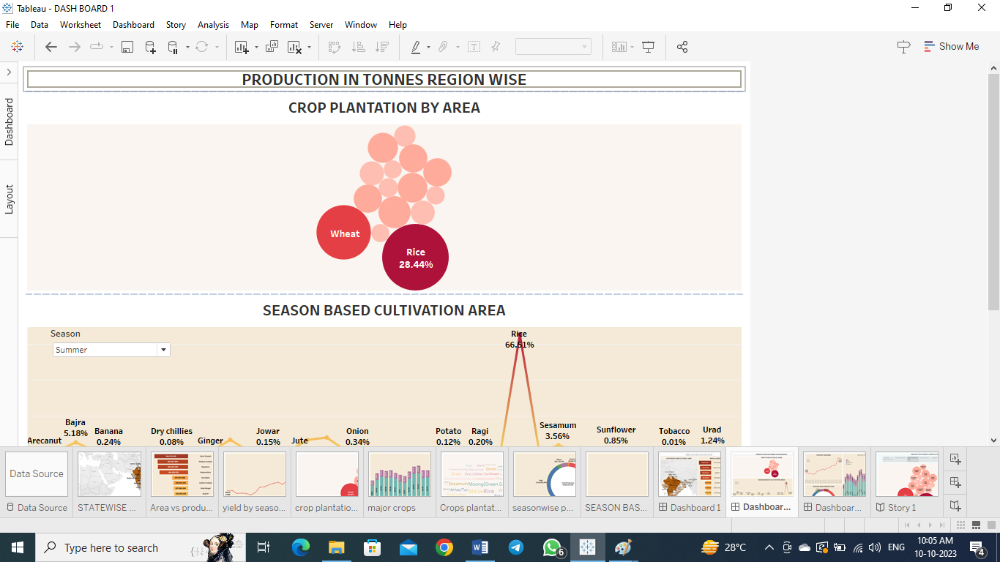 Tableau - DASH BOARD 1
File Data Worksheet Dashboard Story Analysis Map Format Server Window Help
Show Me
Dashboard
Layout
PRODUCTION IN TONNES REGION WISE
CROP PLANTATION BY AREA
Wheat
Rice
28.44%
SEASON BASED CULTIVATION AREA
Season
Summer
Rice
66.51%
Bajra
5.18%
Banana
0.24%
Dry chillies
0.08%
Jowar
0.15%
Onion
0.34%
Potato
0.12%
Ragi
0.20%
Sesamum
3.56%
Sunflower
0.85%
Tobacco
0.01%
Urad
1.24%
Arecanut
Ginger
Jute
Data Source
Data Source
STATEWISE ...
Area vs produ...
yield by seaso...
crop plantatio...
major crops
Crops plantat...
seasonwise p...
SEASON BAS...
Dashboard 1
Dashboar...
Dashboar...
Story 1
Type here to search
6
28°C
ENG
10:05 AM
10-10-2023
4